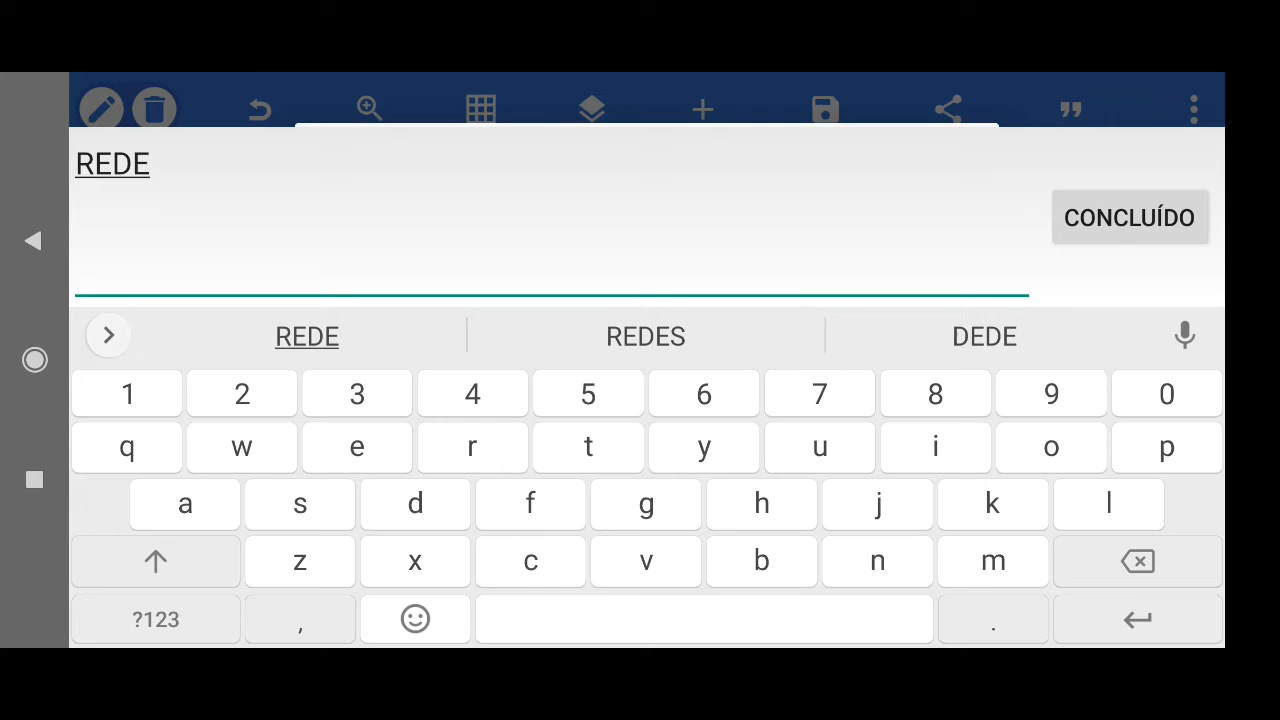 REDE
CONCLUÍDO
REDE REDES DEDE
1 2 3 4 5 6 7 8 9 0
q w e r t y u i o p
a s d f g h j k l
z x c v b n m
?123 , .